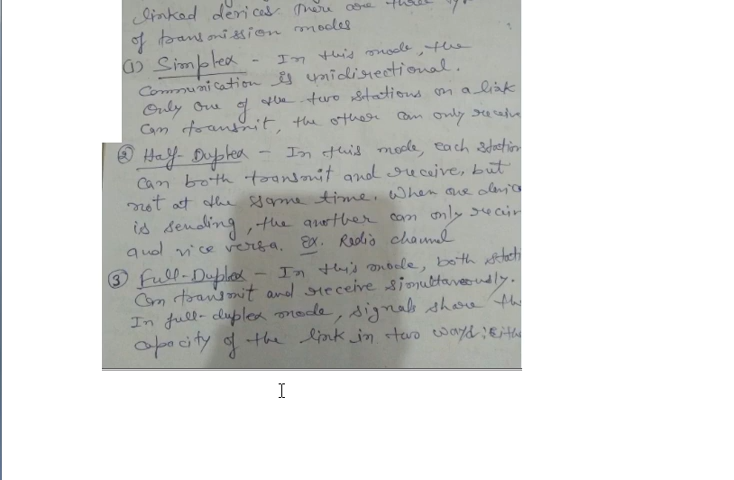 linked devices. There are three
of transmission modes
(1) Simplex - In this mode, the
Communication is unidirectional.
Only one of the two stations on a link
can transmit, the other can only receive
(2) Half-Duplex - In this mode, each station
can both transmit and receive, but
not at the same time. When one device
is sending, the another can only
and vice versa. Ex. Radio channel
(3) Full-Duplex - In this mode, both stati
Can transmit and receive simultaneously.
In full-duplex mode, signals share th
capacity of the link in two ways: Eithe